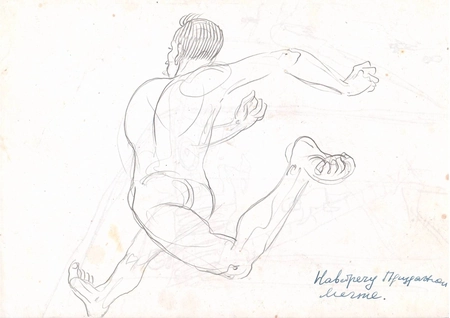 Навстречу Призрачной
Мечте.